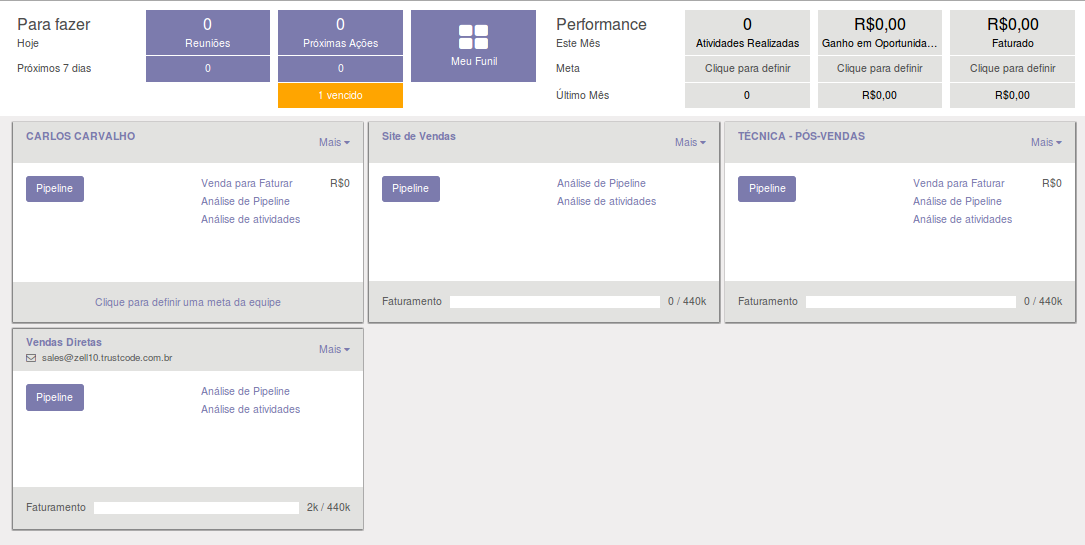 Para fazer
Hoje
Próximos 7 dias
0
Reuniões
0
0
Próximas Ações
0
1 vencido
Meu Funil
Performance
Este Mês
Meta
Último Mês
0
Atividades Realizadas
Clique para definir
0
R$0,00
Ganho em Oportunida...
Clique para definir
R$0,00
R$0,00
Faturado
Clique para definir
R$0,00
CARLOS CARVALHO
Mais
Pipeline
Venda para Faturar R$0
Análise de Pipeline
Análise de atividades
Clique para definir uma meta da equipe
Site de Vendas
Mais
Pipeline
Análise de Pipeline
Análise de atividades
Faturamento 0 / 440k
TÉCNICA - PÓS-VENDAS
Mais
Pipeline
Venda para Faturar R$0
Análise de Pipeline
Análise de atividades
Faturamento 0 / 440k
Vendas Diretas
Mais
sales@zell10.trustcode.com.br
Pipeline
Análise de Pipeline
Análise de atividades
Faturamento 2k / 440k